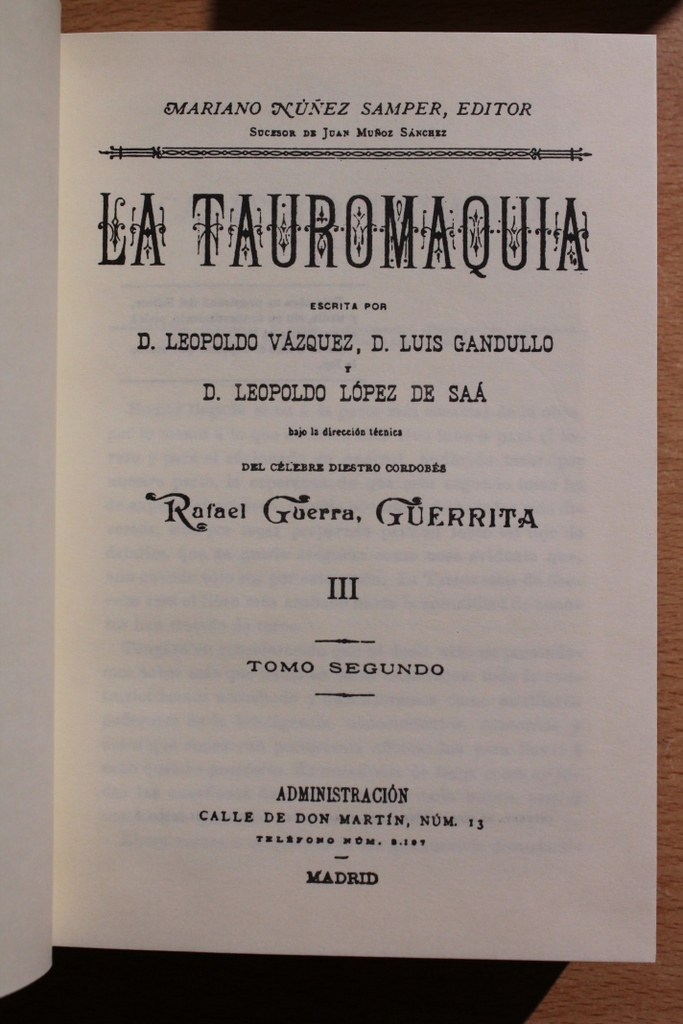 MARIANO NÚÑEZ SAMPER, EDITOR
SUCESOR DE JUAN MUÑOZ SÁNCHEZ
LA TAUROMAQUIA
ESCRITA POR
D. LEOPOLDO VÁZQUEZ, D. LUIS GANDULLO
Y
D. LEOPOLDO LÓPEZ DE SAÁ
bajo la dirección técnica
DEL CÉLEBRE DIESTRO CORDOBÉS
Rafael Guerra, GUERRITA
III
TOMO SEGUNDO
ADMINISTRACIÓN
CALLE DE DON MARTÍN, NÚM. 13
TELÉFONO NÚM.
MADRID